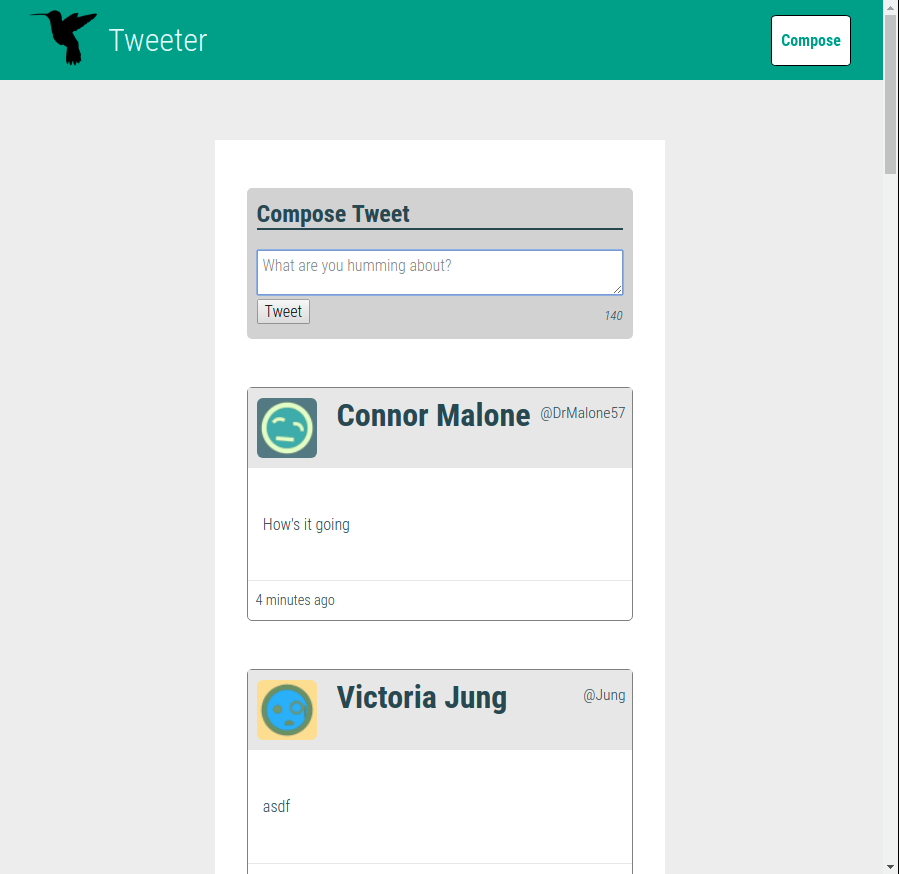 Tweeter
Compose
Compose Tweet
What are you humming about?
Tweet
140
Connor Malone @DrMalone57
How's it going
4 minutes ago
Victoria Jung @Jung
asdf